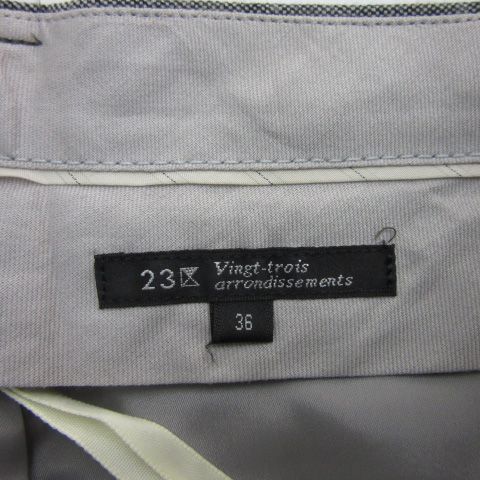 23区 Vingt-trois
arrondissements
36